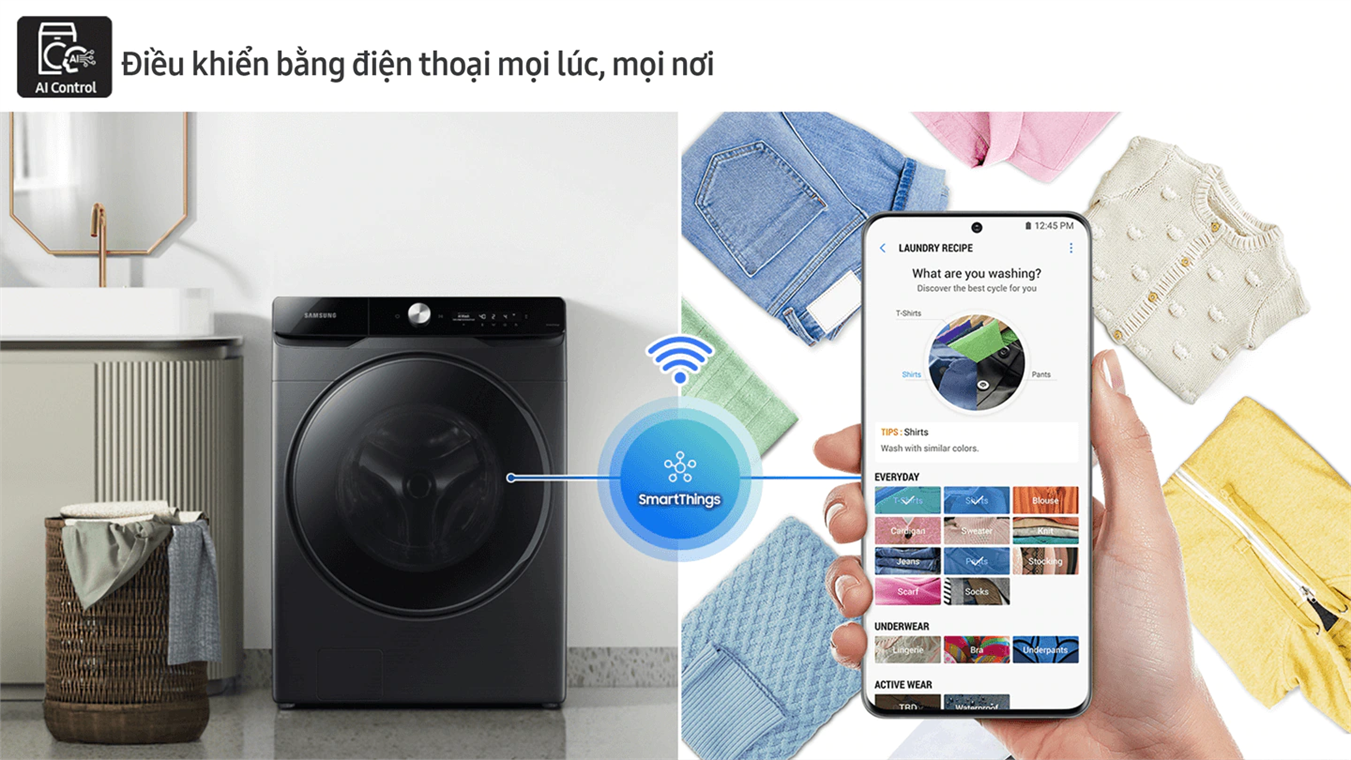 AI
AI Control
Điều khiển bằng điện thoại mọi lúc, mọi nơi
SAMSUNG
SmartThings
12:45 PM
LAUNDRY RECIPE
What are you washing?
Discover the best cycle for you
T-Shirts
Shirts
Pants
TIPS : Shirts
Wash with similar colors.
EVERYDAY
T-Shirts Shirts Blouse
Cardigan Sweater Knit
Jeans Pants Stocking
Scarf Socks
UNDERWEAR
Lingerie Bra Underpants
ACTIVE WEAR
TBD Waterproof